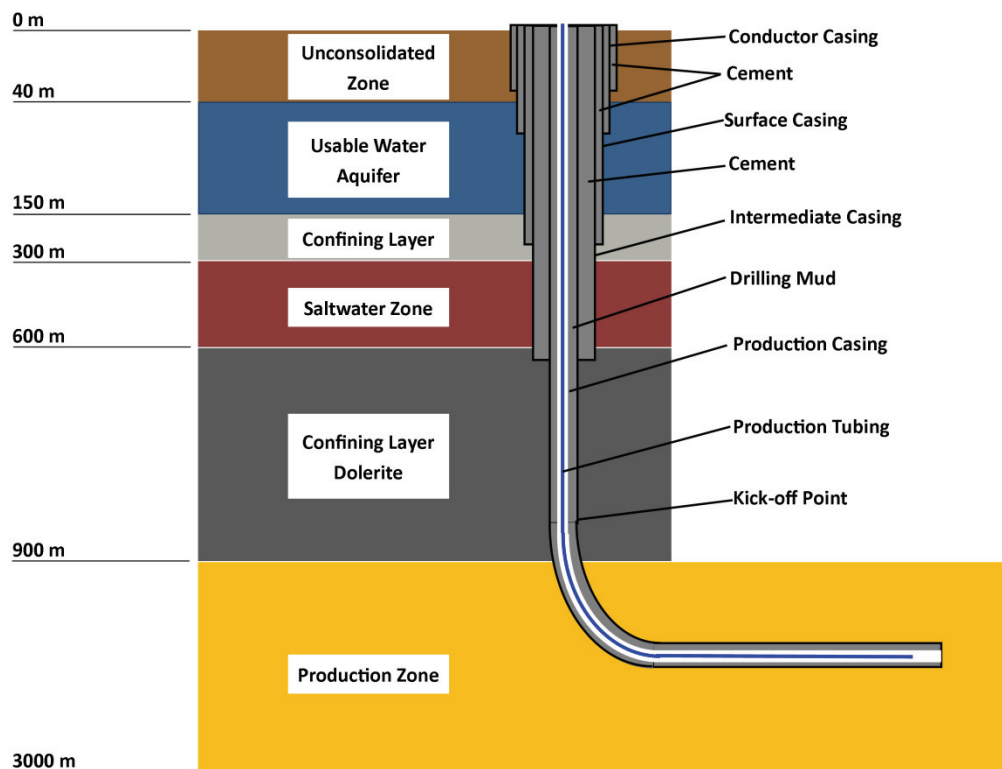 0 m
Unconsolidated
Zone
40 m
Usable Water
Aquifer
150 m
Confining Layer
300 m
Saltwater Zone
600 m
Confining Layer
Dolerite
900 m
Production Zone
3000 m
Conductor Casing
Cement
Surface Casing
Cement
Intermediate Casing
Drilling Mud
Production Casing
Production Tubing
Kick-off Point